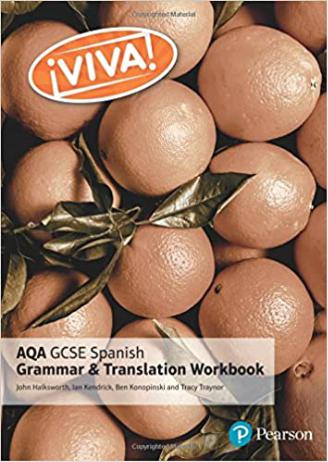 ¡VIVA!
AQA GCSE Spanish
Grammar & Translation Workbook
John Halksworth, Ian Kendrick, Ben Konopinski and Tracy Traynor
Pearson